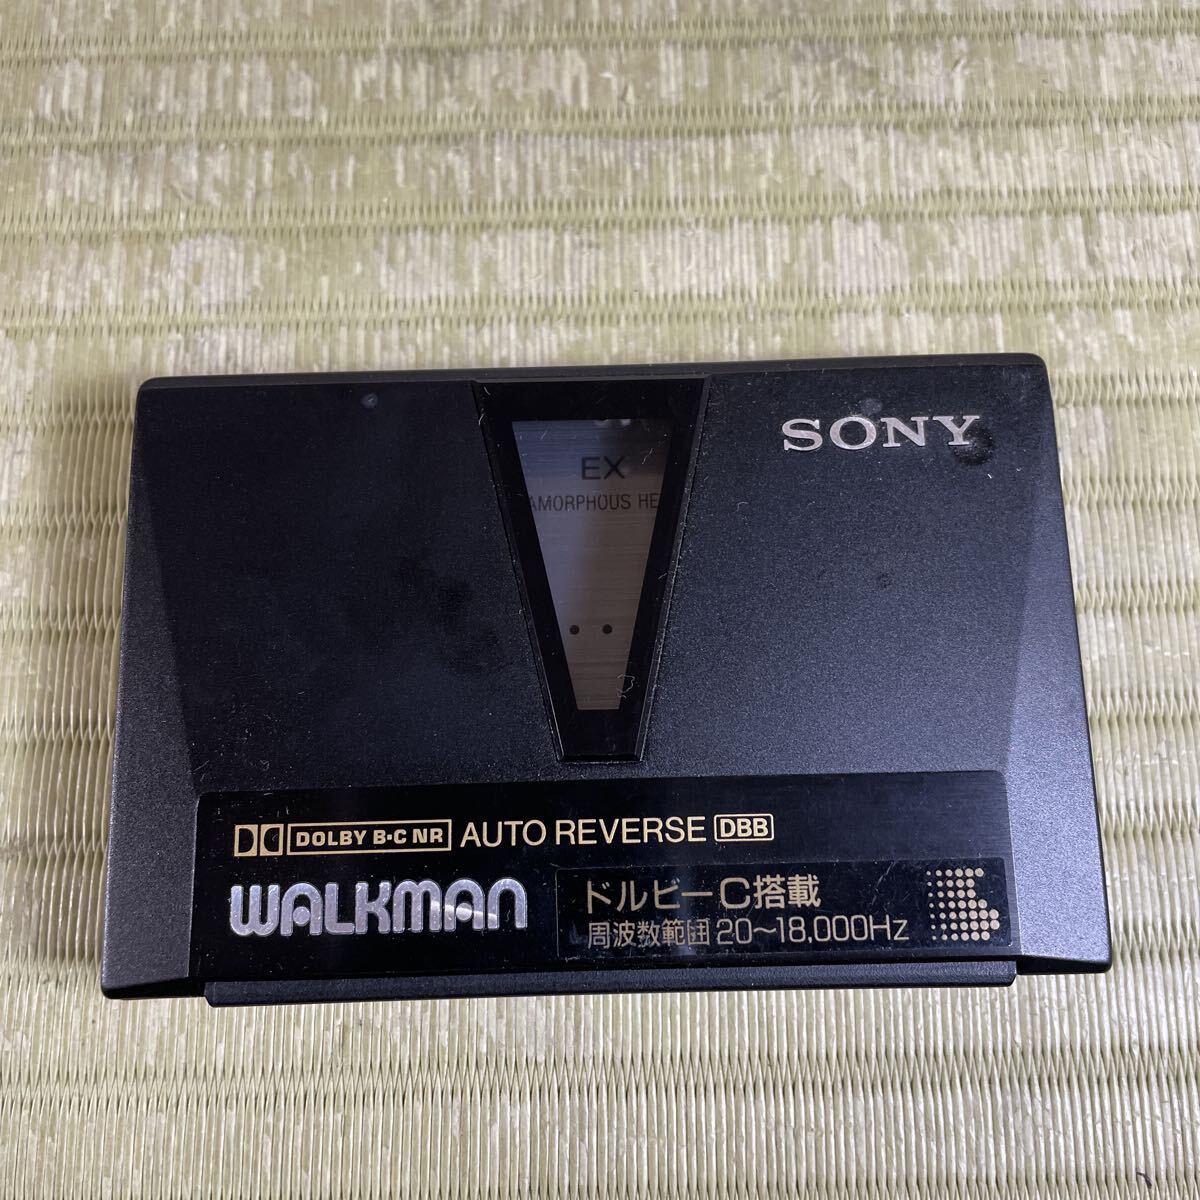 SONY
EX
AMORPHOUS HE
DOLBY B·C NR AUTO REVERSE DBB
WALKMAN
ドルビーC搭載
周波数範囲 20〜18,000Hz